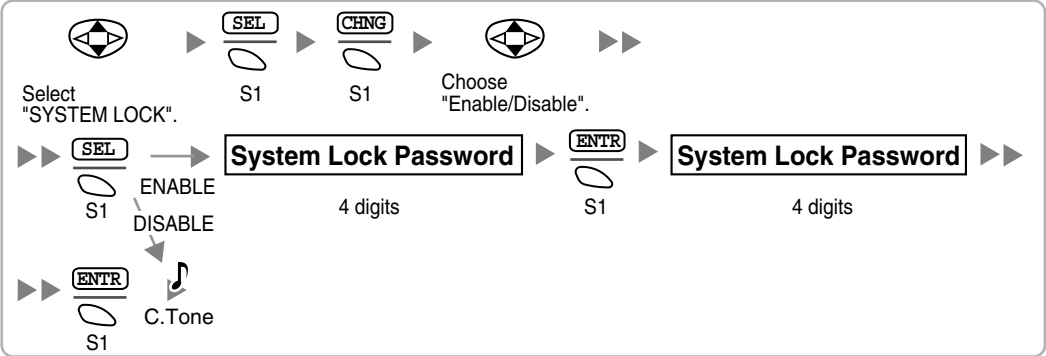 SEL
CHNG
Select
"SYSTEM LOCK".
S1
S1
Choose
"Enable/Disable".
SEL
S1
ENABLE
DISABLE
System Lock Password
4 digits
ENTR
S1
System Lock Password
4 digits
ENTR
S1
C.Tone